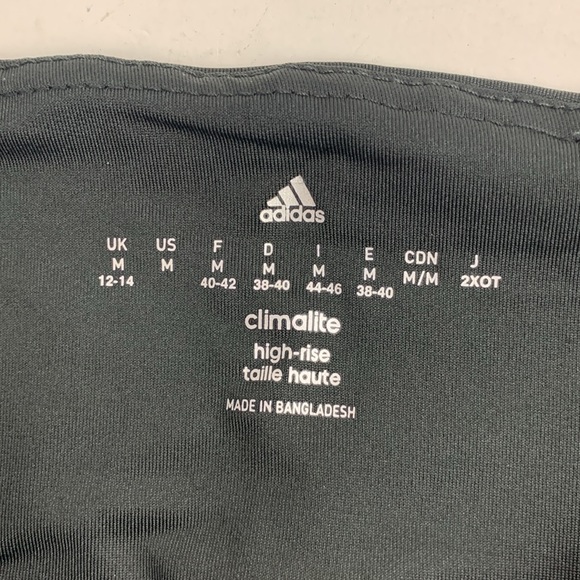 adidas
UK US F D I E CDN J
M M M M M M M/M 2XOT
12-14 40-42 38-40 44-46 38-40
climalite
high-rise
taille haute
MADE IN BANGLADESH